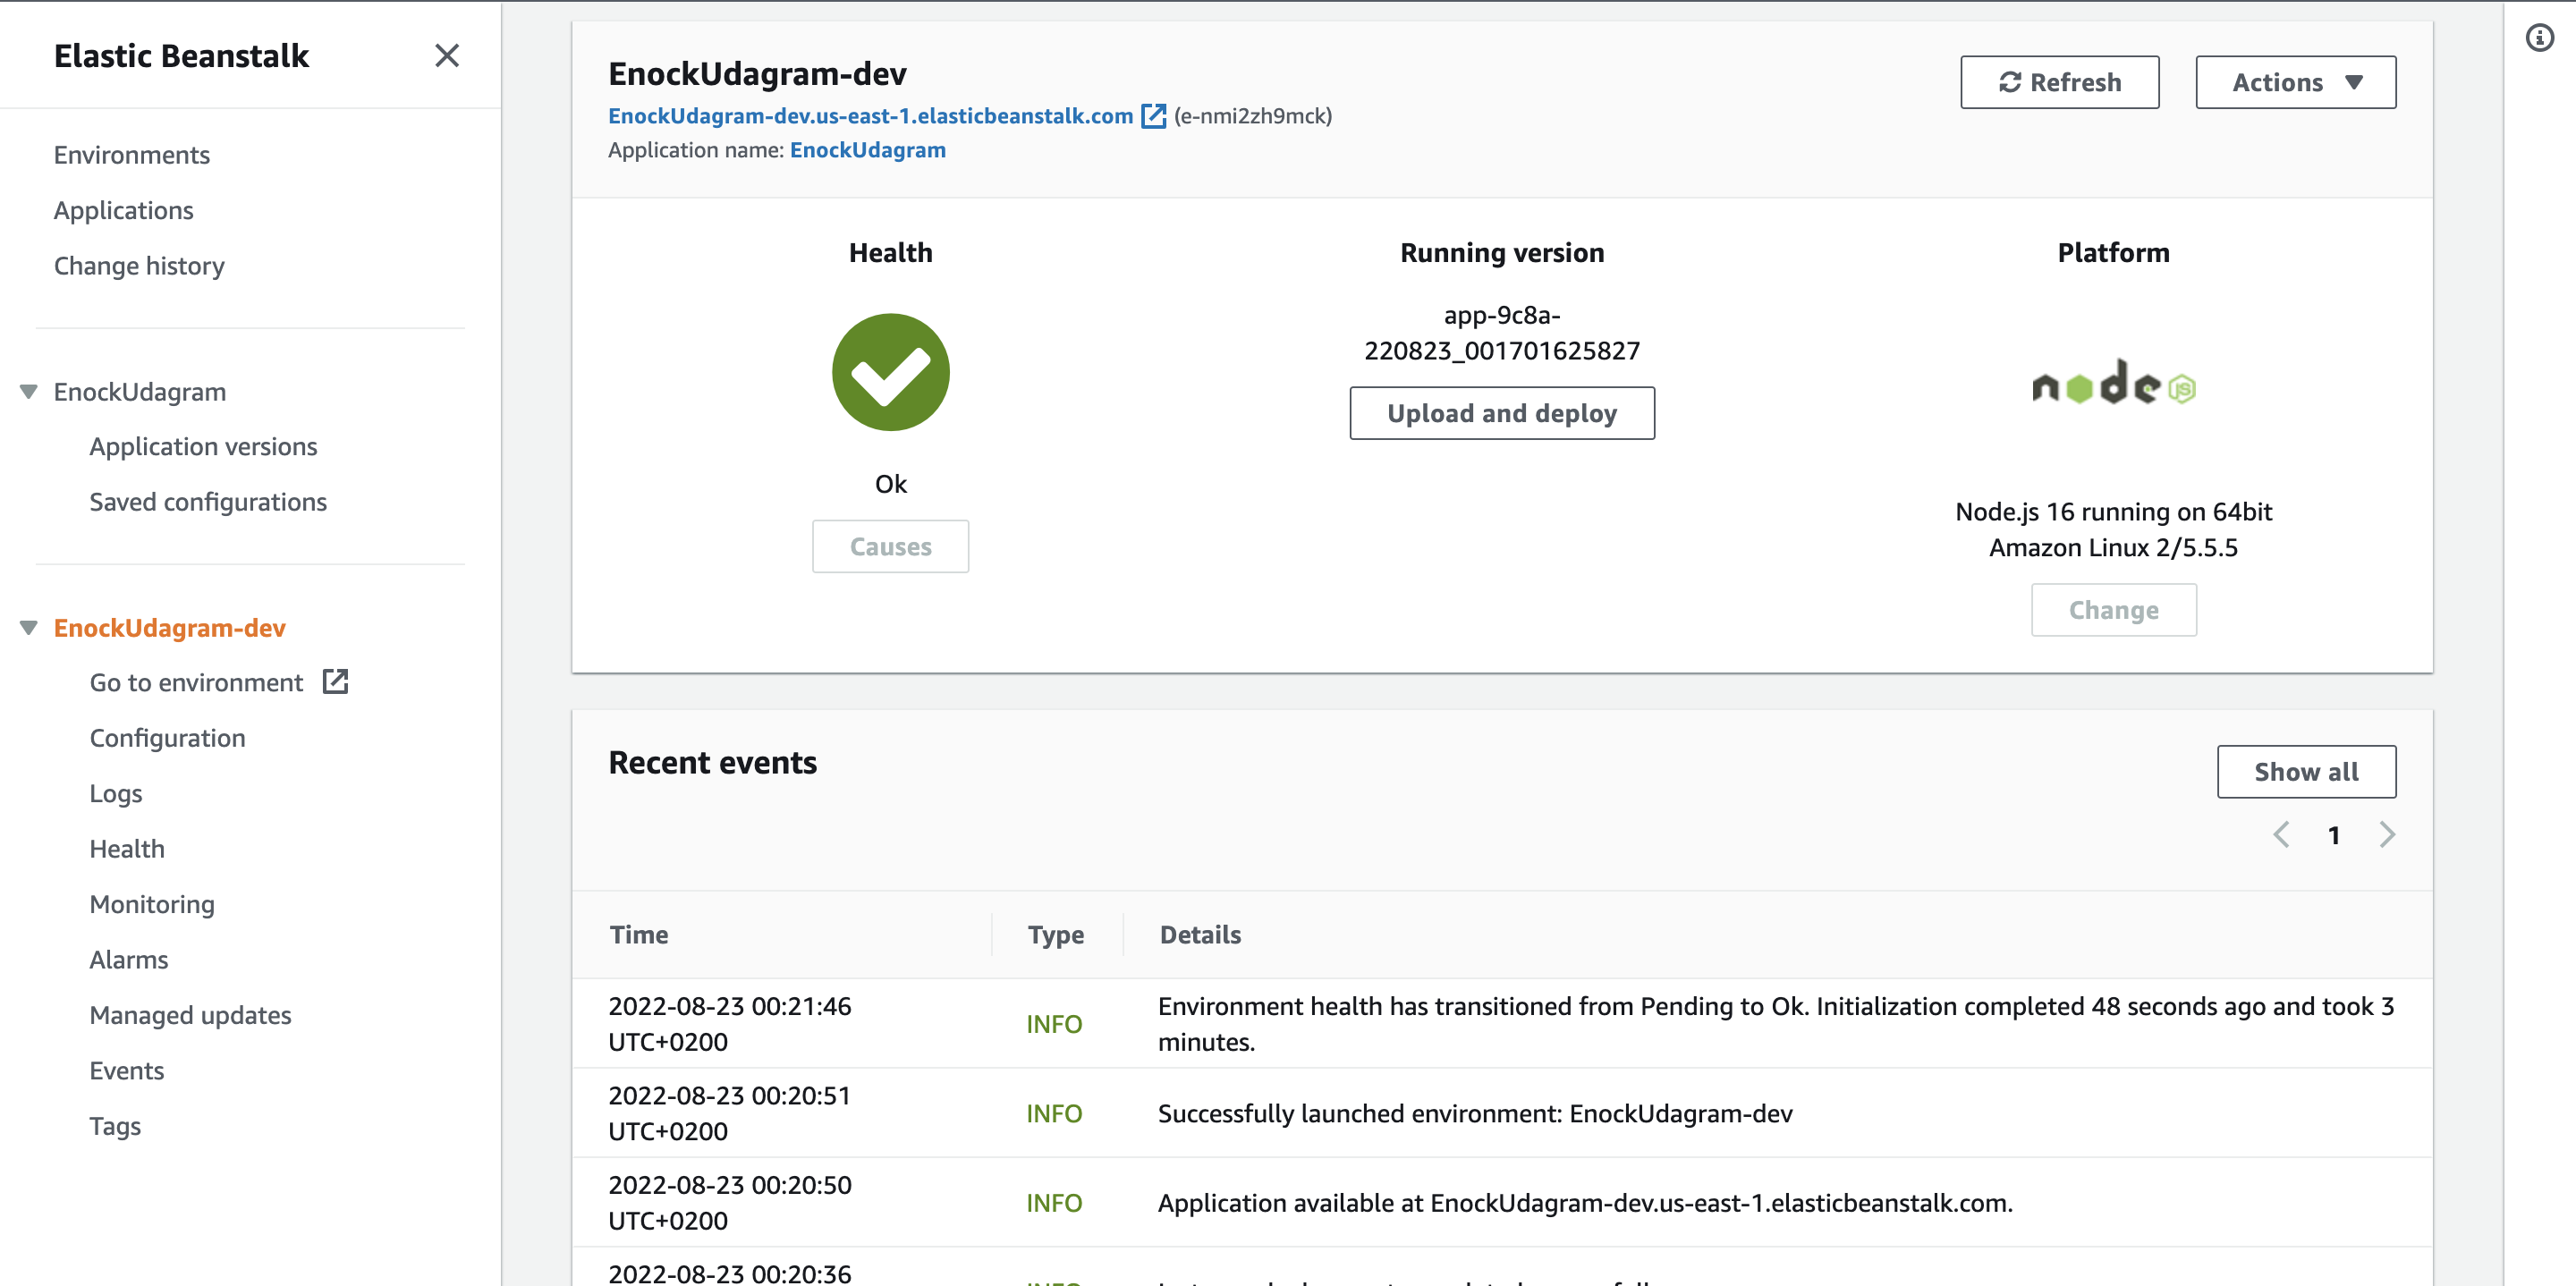 Elastic Beanstalk
Environments
Applications
Change history
EnockUdagram
Application versions
Saved configurations
EnockUdagram-dev
Go to environment
Configuration
Logs
Health
Monitoring
Alarms
Managed updates
Events
Tags
EnockUdagram-dev
EnockUdagram-dev.us-east-1.elasticbeanstalk.com (e-nmi2zh9mck)
Application name: EnockUdagram
Refresh
Actions
Health
Ok
Causes
Running version
app-9c8a-
220823_001701625827
Upload and deploy
Platform
node JS
Node.js 16 running on 64bit
Amazon Linux 2/5.5.5
Change
Recent events
Show all
1
Time Type Details
2022-08-23 00:21:46
UTC+0200
INFO
Environment health has transitioned from Pending to Ok. Initialization completed 48 seconds ago and took 3
minutes.
2022-08-23 00:20:51
UTC+0200
INFO
Successfully launched environment: EnockUdagram-dev
2022-08-23 00:20:50
UTC+0200
INFO
Application available at EnockUdagram-dev.us-east-1.elasticbeanstalk.com.
2022-08-23 00:20:36